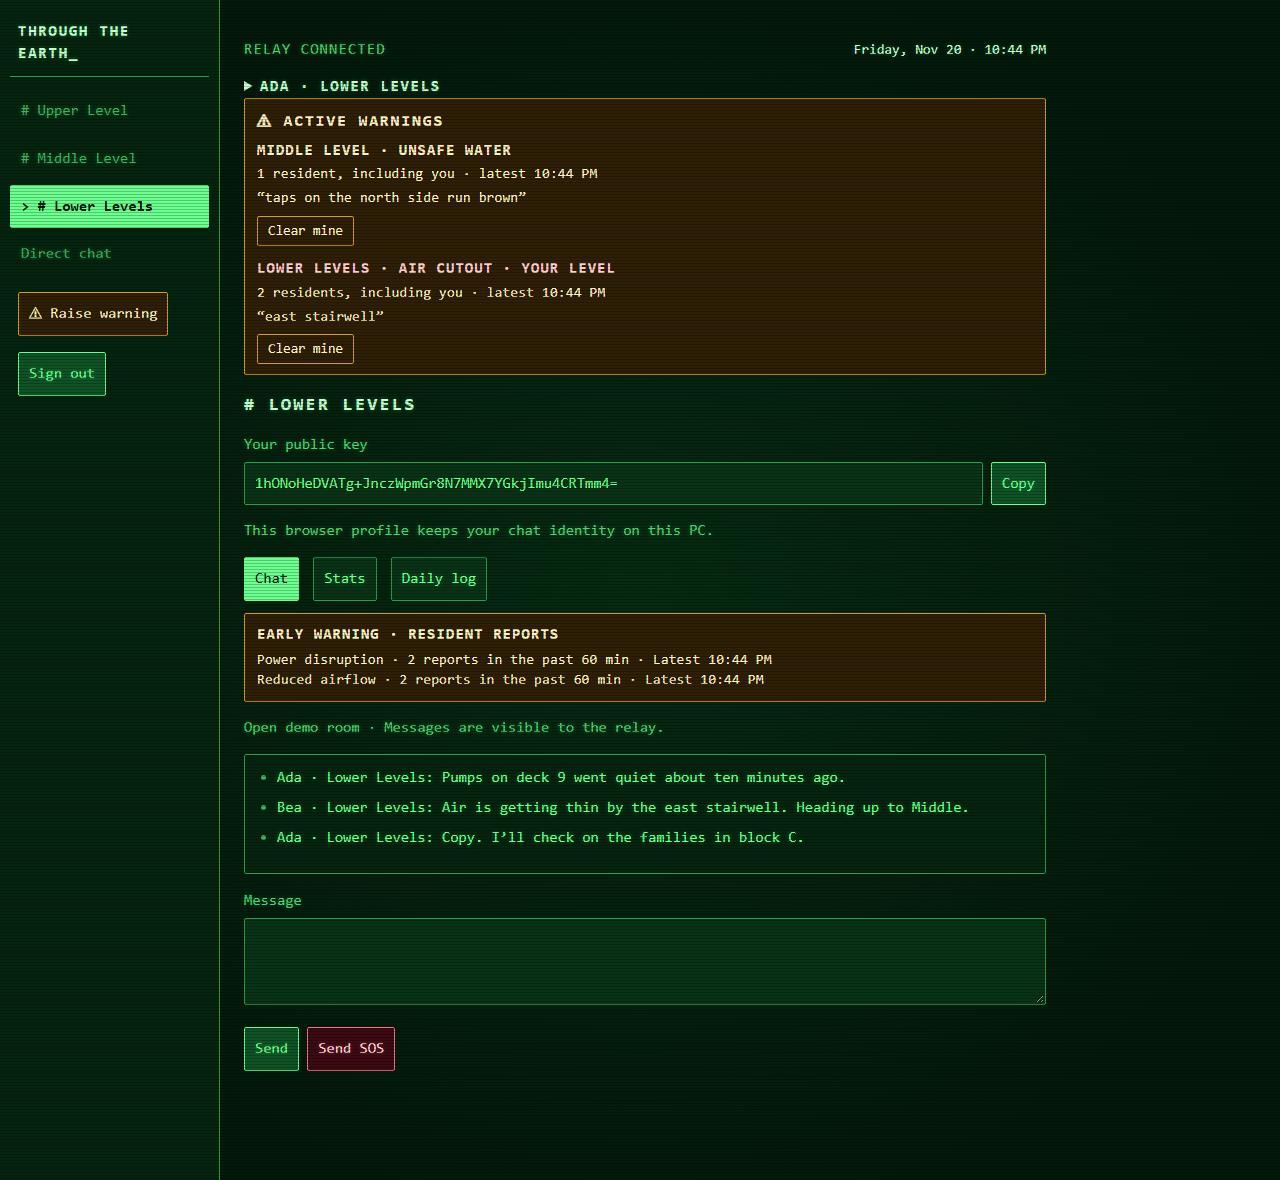 THROUGH THE
EARTH_
# Upper Level
# Middle Level
> # Lower Levels
Direct chat
⚠ Raise warning
Sign out
RELAY CONNECTED
Friday, Nov 20 · 10:44 PM
▶ ADA · LOWER LEVELS
⚠ ACTIVE WARNINGS
MIDDLE LEVEL · UNSAFE WATER
1 resident, including you · latest 10:44 PM
“taps on the north side run brown”
Clear mine
LOWER LEVELS · AIR CUTOUT · YOUR LEVEL
2 residents, including you · latest 10:44 PM
“east stairwell”
Clear mine
# LOWER LEVELS
Your public key
1hONoHeDVATg+JnczWpmGr8N7MMX7YGkjImu4CRTmm4=
Copy
This browser profile keeps your chat identity on this PC.
Chat
Stats
Daily log
EARLY WARNING · RESIDENT REPORTS
Power disruption · 2 reports in the past 60 min · Latest 10:44 PM
Reduced airflow · 2 reports in the past 60 min · Latest 10:44 PM
Open demo room · Messages are visible to the relay.
• Ada · Lower Levels: Pumps on deck 9 went quiet about ten minutes ago.
• Bea · Lower Levels: Air is getting thin by the east stairwell. Heading up to Middle.
• Ada · Lower Levels: Copy. I’ll check on the families in block C.
Message
Send
Send SOS